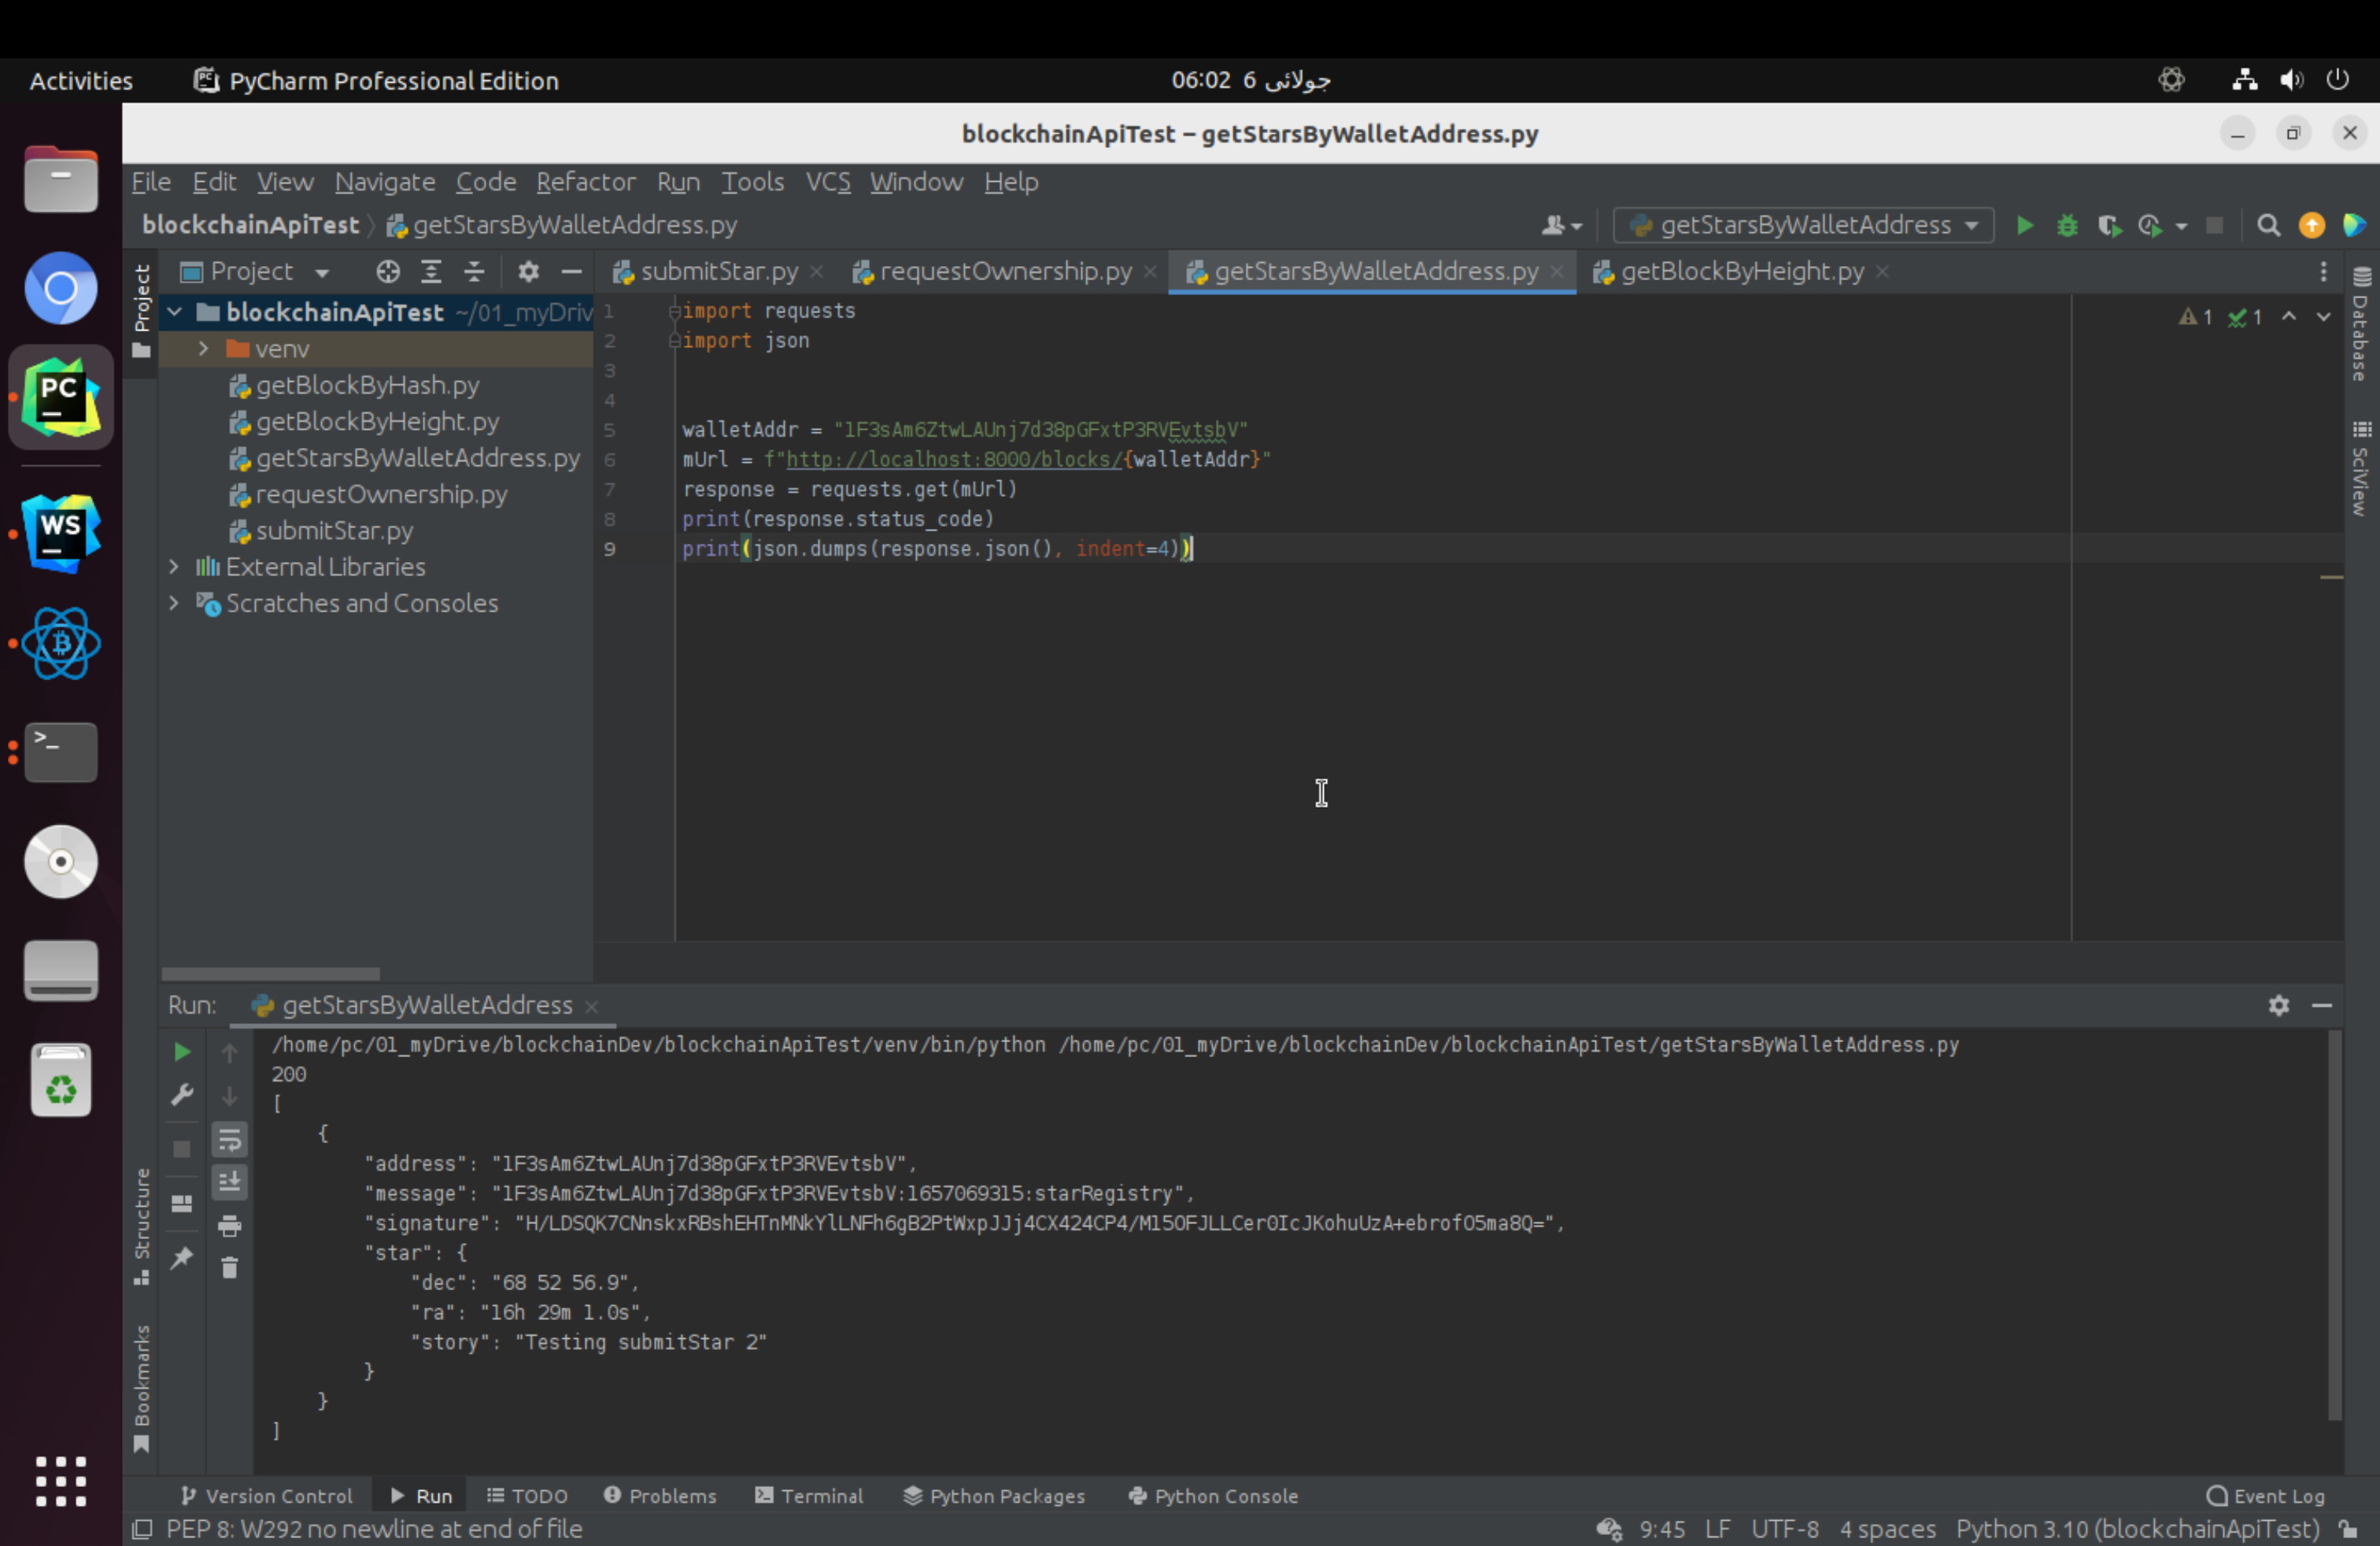 Activities PyCharm Professional Edition 06:02 6 جولائی
blockchainApiTest – getStarsByWalletAddress.py
File Edit View Navigate Code Refactor Run Tools VCS Window Help
blockchainApiTest getStarsByWalletAddress.py getStarsByWalletAddress
Project
Project
submitStar.py requestOwnership.py getStarsByWalletAddress.py getBlockByHeight.py
blockchainApiTest ~/01_myDriv
venv
getBlockByHash.py
getBlockByHeight.py
getStarsByWalletAddress.py
requestOwnership.py
submitStar.py
External Libraries
Scratches and Consoles
PC
WS
>_
1 import requests
2 import json
3
4
5 walletAddr = "1F3sAm6ZtwLAUnj7d38pGFxtP3RVEvtsbV"
6 mUrl = f"http://localhost:8000/blocks/{walletAddr}"
7 response = requests.get(mUrl)
8 print(response.status_code)
9 print(json.dumps(response.json(), indent=4))
1 1
Database
SciView
Run: getStarsByWalletAddress
/home/pc/01_myDrive/blockchainDev/blockchainApiTest/venv/bin/python /home/pc/01_myDrive/blockchainDev/blockchainApiTest/getStarsByWalletAddress.py
200
[
{
"address": "1F3sAm6ZtwLAUnj7d38pGFxtP3RVEvtsbV",
"message": "1F3sAm6ZtwLAUnj7d38pGFxtP3RVEvtsbV:1657069315:starRegistry",
"signature": "H/LDSQK7CNnskxRBshEHTnMNkYlLNFh6gB2PtWxpJJj4CX424CP4/M15OFJLLCer0IcJKohuUzA+ebrofO5ma8Q=",
"star": {
"dec": "68 52 56.9",
"ra": "16h 29m 1.0s",
"story": "Testing submitStar 2"
}
}
]
Structure
Bookmarks
Version Control Run TODO Problems Terminal Python Packages Python Console Event Log
PEP 8: W292 no newline at end of file 9:45 LF UTF-8 4 spaces Python 3.10 (blockchainApiTest)